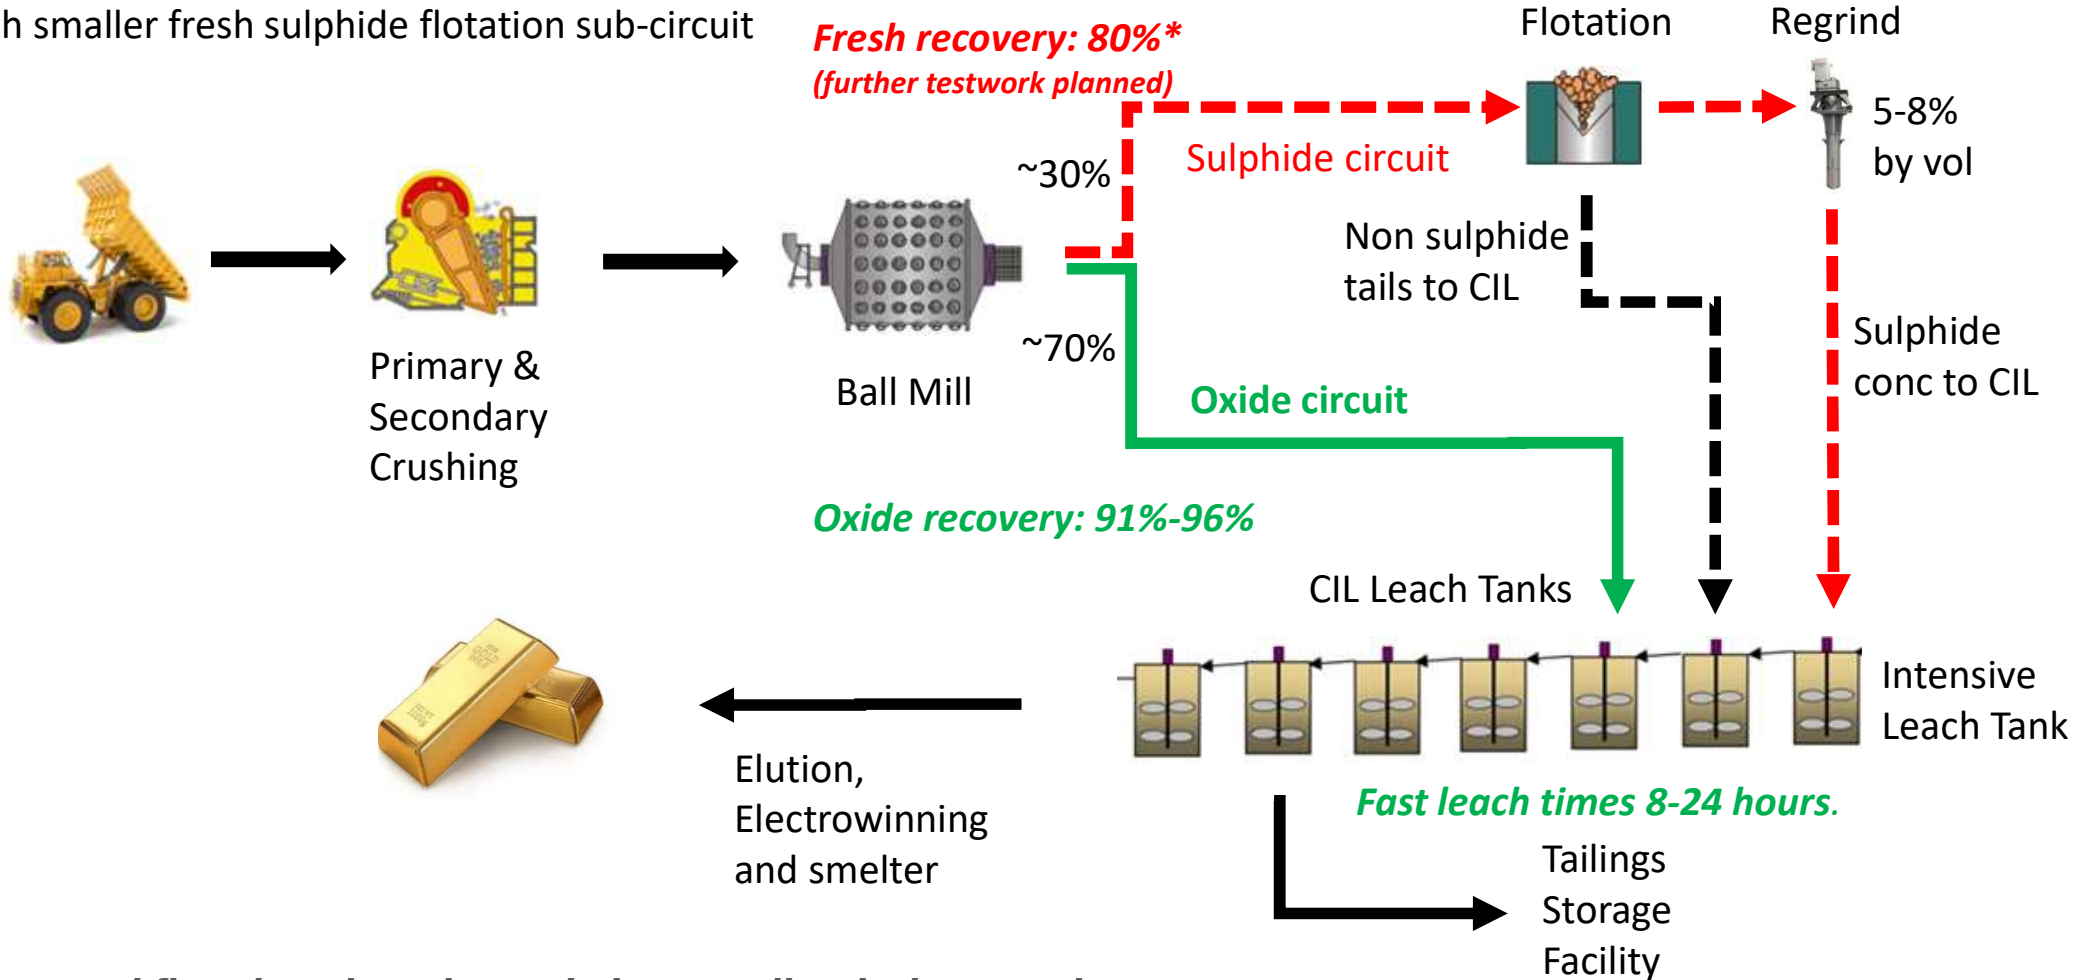 smaller fresh sulphide flotation sub-circuit
Fresh recovery: 80%*
(further testwork planned)
Flotation
Regrind
5-8%
by vol
~30%
Sulphide circuit
Non sulphide
tails to CIL
Sulphide
conc to CIL
~70%
Primary &
Secondary
Crushing
Ball Mill
Oxide circuit
Oxide recovery: 91%-96%
CIL Leach Tanks
Intensive
Leach Tank
Elution,
Electrowinning
and smelter
Fast leach times 8-24 hours.
Tailings
Storage
Facility